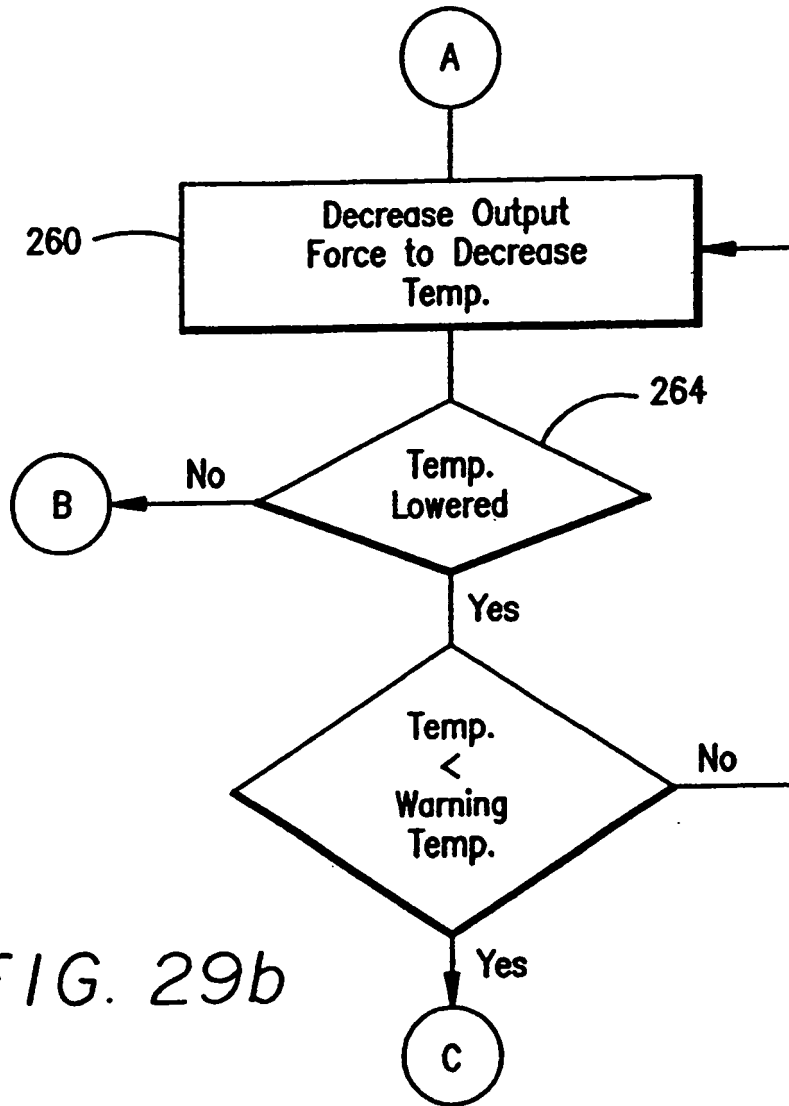 A
260
Decrease Output
Force to Decrease
Temp.
264
Temp.
Lowered
No
B
Yes
Temp.
<
Warning
Temp.
No
Yes
FIG. 29b
C